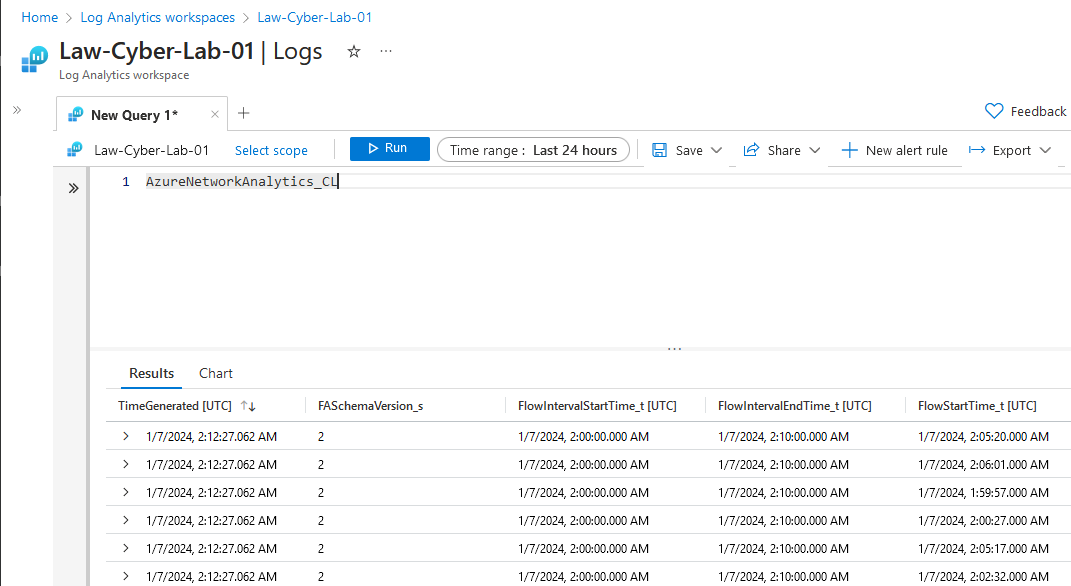 Home > Log Analytics workspaces > Law-Cyber-Lab-01
Law-Cyber-Lab-01 | Logs
Log Analytics workspace
New Query 1*
Feedback
Law-Cyber-Lab-01 Select scope Run Time range : Last 24 hours Save Share New alert rule Export
1 AzureNetworkAnalytics_CL
Results Chart
TimeGenerated [UTC] FASchemaVersion_s FlowIntervalStartTime_t [UTC] FlowIntervalEndTime_t [UTC] FlowStartTime_t [UTC]
1/7/2024, 2:12:27.062 AM 2 1/7/2024, 2:00:00.000 AM 1/7/2024, 2:10:00.000 AM 1/7/2024, 2:05:20.000 AM
1/7/2024, 2:12:27.062 AM 2 1/7/2024, 2:00:00.000 AM 1/7/2024, 2:10:00.000 AM 1/7/2024, 2:06:01.000 AM
1/7/2024, 2:12:27.062 AM 2 1/7/2024, 2:00:00.000 AM 1/7/2024, 2:10:00.000 AM 1/7/2024, 1:59:57.000 AM
1/7/2024, 2:12:27.062 AM 2 1/7/2024, 2:00:00.000 AM 1/7/2024, 2:10:00.000 AM 1/7/2024, 2:00:27.000 AM
1/7/2024, 2:12:27.062 AM 2 1/7/2024, 2:00:00.000 AM 1/7/2024, 2:10:00.000 AM 1/7/2024, 2:05:17.000 AM
1/7/2024, 2:12:27.062 AM 2 1/7/2024, 2:00:00.000 AM 1/7/2024, 2:10:00.000 AM 1/7/2024, 2:02:32.000 AM